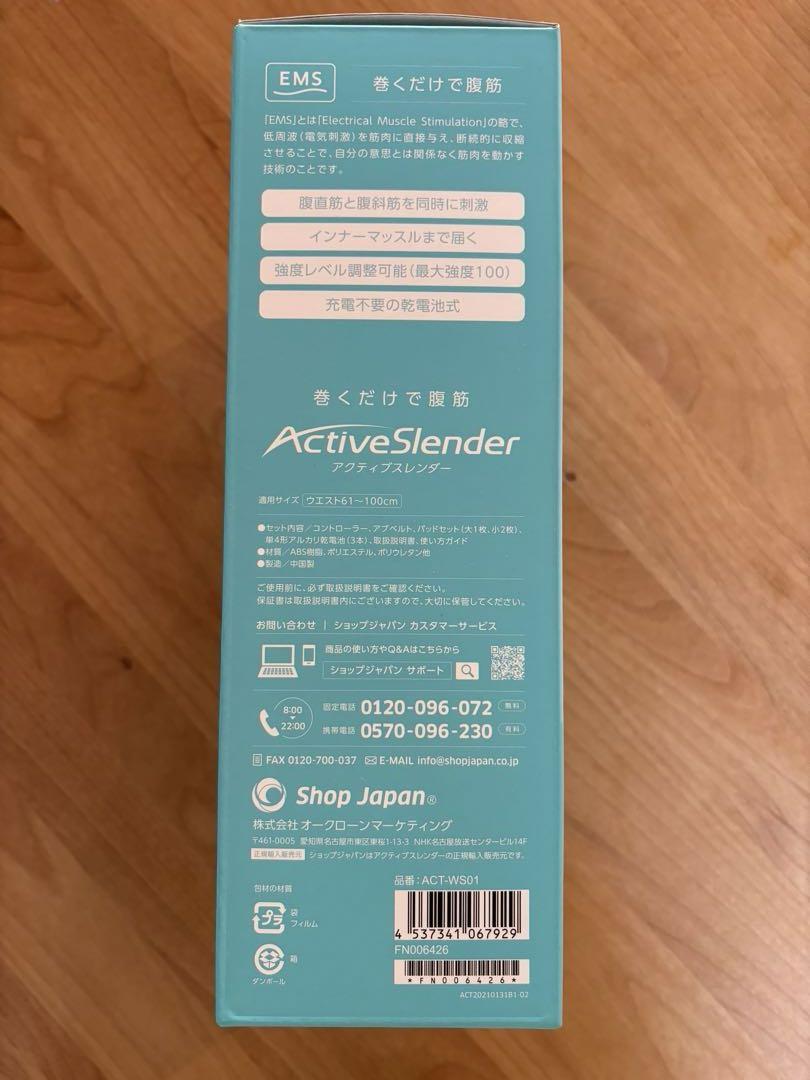 EMS
巻くだけで腹筋
「EMS」とは「Electrical Muscle Stimulation」の略で、
低周波（電気刺激）を筋肉に直接与え、断続的に収縮
させることで、自分の意思とは関係なく筋肉を動かす
技術のことです。
腹直筋と腹斜筋を同時に刺激
インナーマッスルまで届く
強度レベル調整可能（最大強度100）
充電不要の乾電池式
巻くだけで腹筋
ActiveSlender
アクティブスレンダー
適用サイズ ウエスト61～100cm
●セット内容／コントローラー、アブベルト、パッドセット（大1枚、小2枚）、
単4形アルカリ乾電池（3本）、取扱説明書、使い方ガイド
●材質／ABS樹脂、ポリエステル、ポリウレタン他
●製造／中国製
ご使用前に、必ず取扱説明書をご確認ください。
保証書は取扱説明書内にございますので、大切に保管してください。
お問い合わせ | ショップジャパン カスタマーサービス
商品の使い方やQ&Aはこちらから
ショップジャパン サポート
8:00
22:00
固定電話 0120-096-072 無料
携帯電話 0570-096-230 有料
FAX 0120-700-037 E-MAIL info@shopjapan.co.jp
Shop Japan®
株式会社 オークローンマーケティング
〒461-0005 愛知県名古屋市東区東桜1-13-3 NHK名古屋放送センタービル14F
正規輸入販売元 ショップジャパンはアクティブスレンダーの正規輸入販売元です。
包材の材質
プラ
袋
フィルム
箱
ダンボール
品番：ACT-WS01
4 537341 067929
FN006426
*FN006426*
ACT20210131B1-02